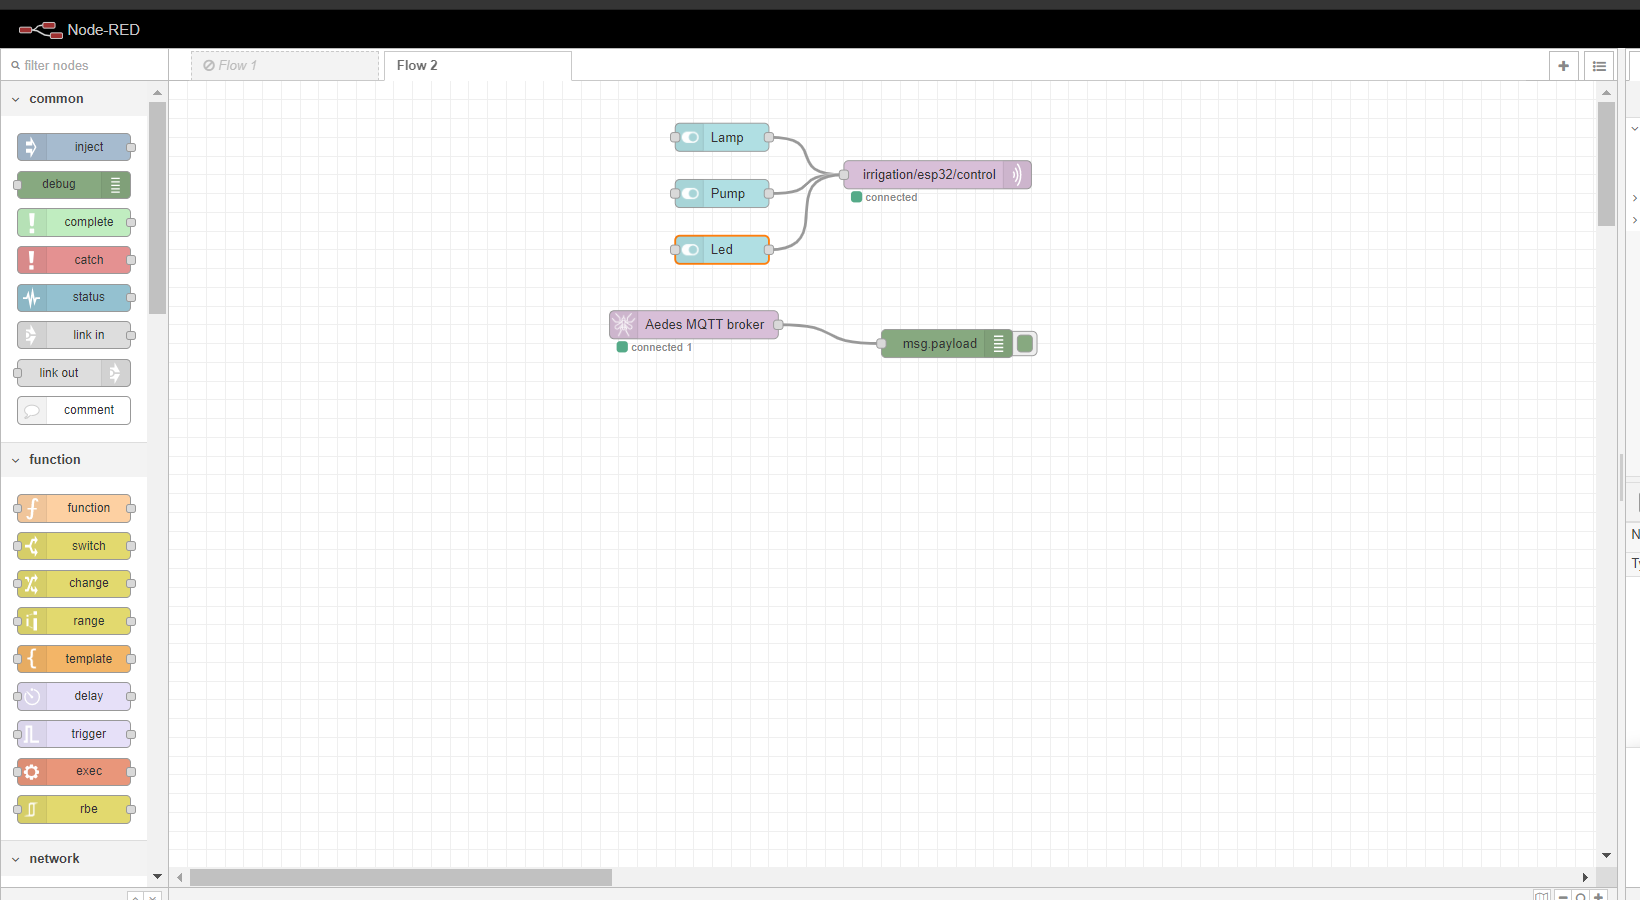 Node-RED
filter nodes
Flow 1
Flow 2
common
inject
debug
complete
catch
status
link in
link out
comment
function
function
switch
change
range
template
delay
trigger
exec
rbe
network
Lamp
Pump
Led
irrigation/esp32/control
connected
Aedes MQTT broker
connected 1
msg.payload